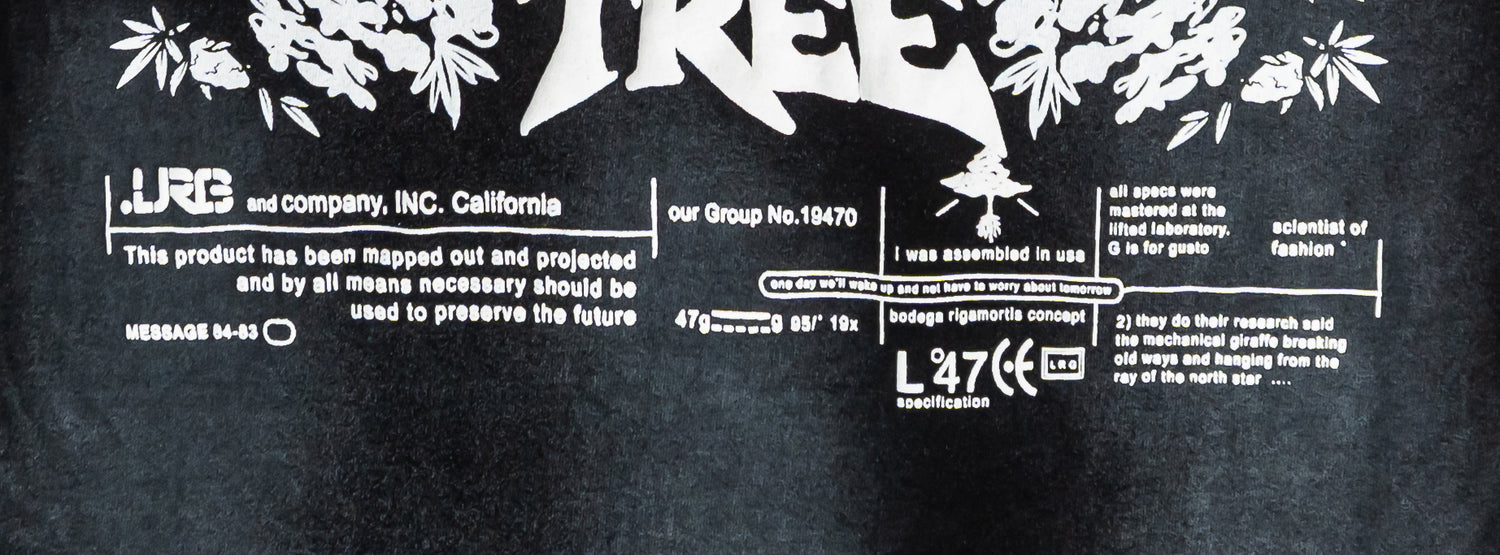 TREE
.LRG and company, INC. California
This product has been mapped out and projected
and by all means necessary should be
used to preserve the future
MESSAGE 84-83
our Group No.19470
47g=====g 95/° 19x
i was assembled in usa
one day we'll wake up and not have to worry about tomorrow
bodega rigamortis concept
L°47CE LRG
specification
all specs were
mastered at the
lifted laboratory.
G is for gusto
scientist of
fashion °
2) they do their research said
the mechanical giraffe breaking
old ways and hanging from the
ray of the north star ....